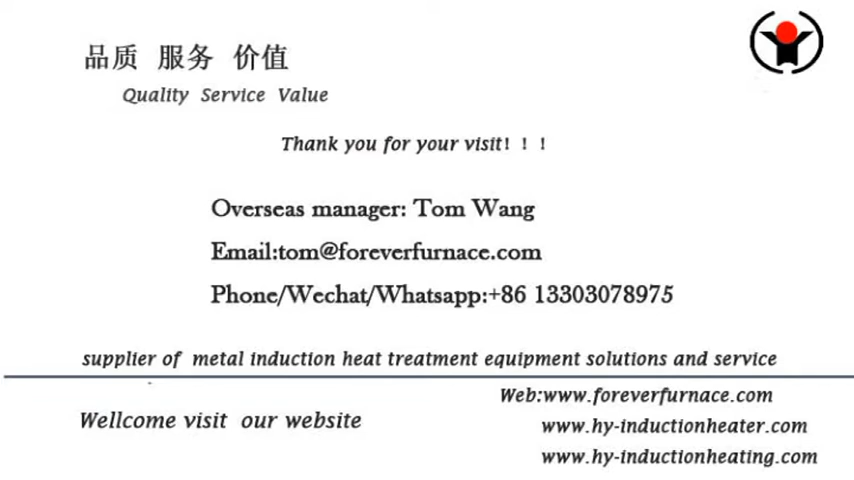 品质 服务 价值
Quality Service Value
Thank you for your visit！！！
Overseas manager: Tom Wang
Email:tom@foreverfurnace.com
Phone/Wechat/Whatsapp:+86 13303078975
supplier of metal induction heat treatment equipment solutions and service
Web:www.foreverfurnace.com
Wellcome visit our website
www.hy-inductionheater.com
www.hy-inductionheating.com